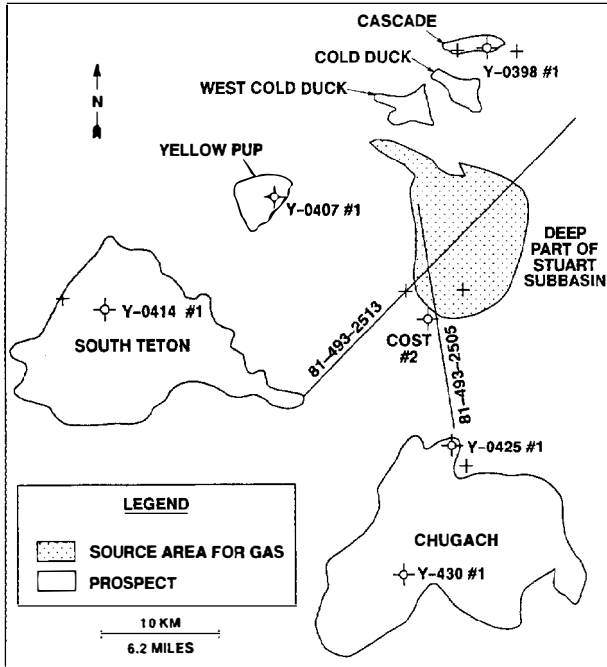 CASCADE
COLD DUCK
Y-0398 #1
WEST COLD DUCK
N
YELLOW PUP
Y-0407 #1
DEEP
PART OF
STUART
SUBBASIN
Y-0414 #1
SOUTH TETON
81-493-2513
COST
#2
81-493-2505
Y-0425 #1
LEGEND
SOURCE AREA FOR GAS
PROSPECT
CHUGACH
Y-430 #1
10 KM
6.2 MILES